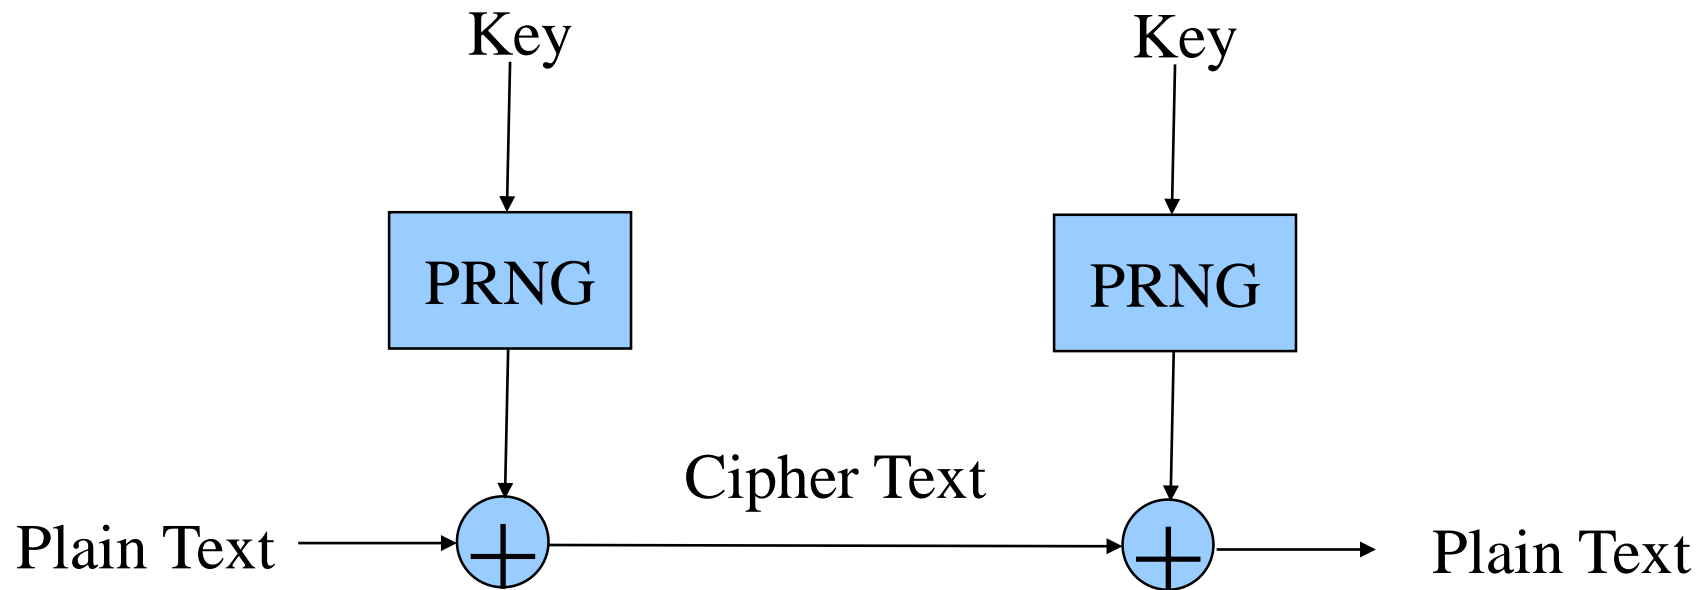 Key
Key
PRNG
PRNG
Cipher Text
Plain Text
Plain Text